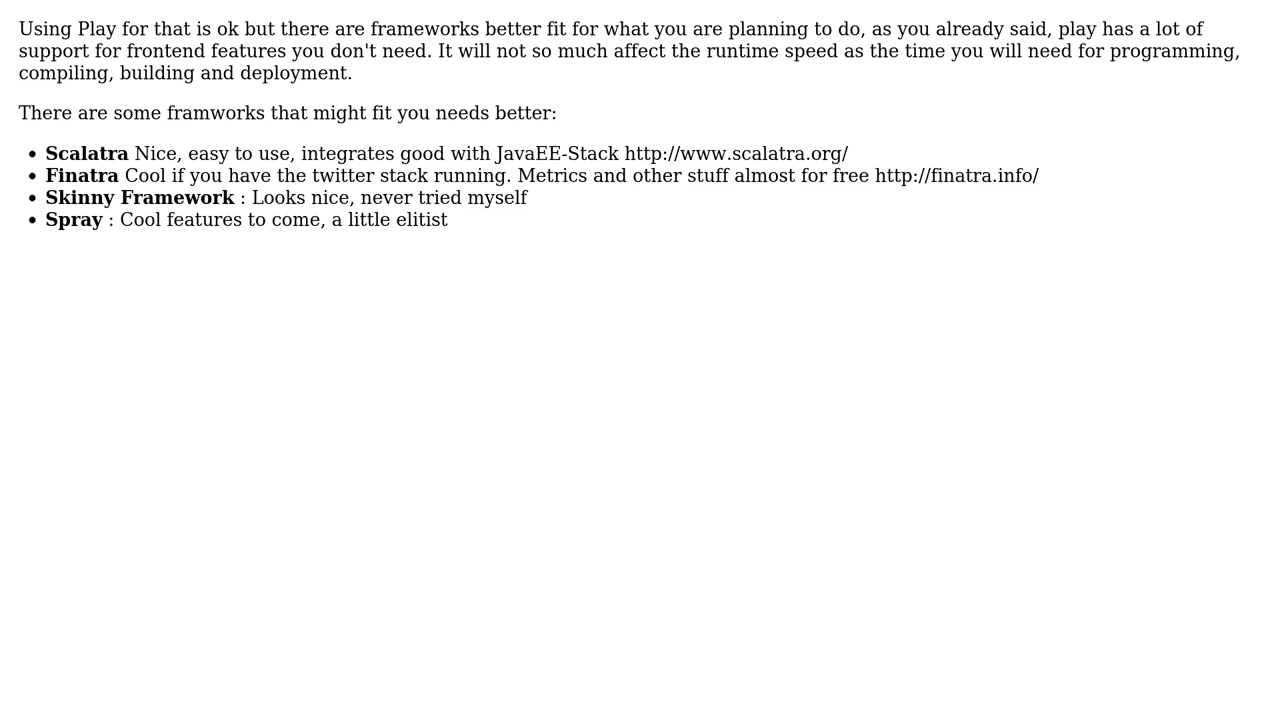 Using Play for that is ok but there are frameworks better fit for what you are planning to do, as you already said, play has a lot of
support for frontend features you don't need. It will not so much affect the runtime speed as the time you will need for programming,
compiling, building and deployment.
There are some framworks that might fit you needs better:
• Scalatra Nice, easy to use, integrates good with JavaEE-Stack http://www.scalatra.org/
• Finatra Cool if you have the twitter stack running. Metrics and other stuff almost for free http://finatra.info/
• Skinny Framework : Looks nice, never tried myself
• Spray : Cool features to come, a little elitist